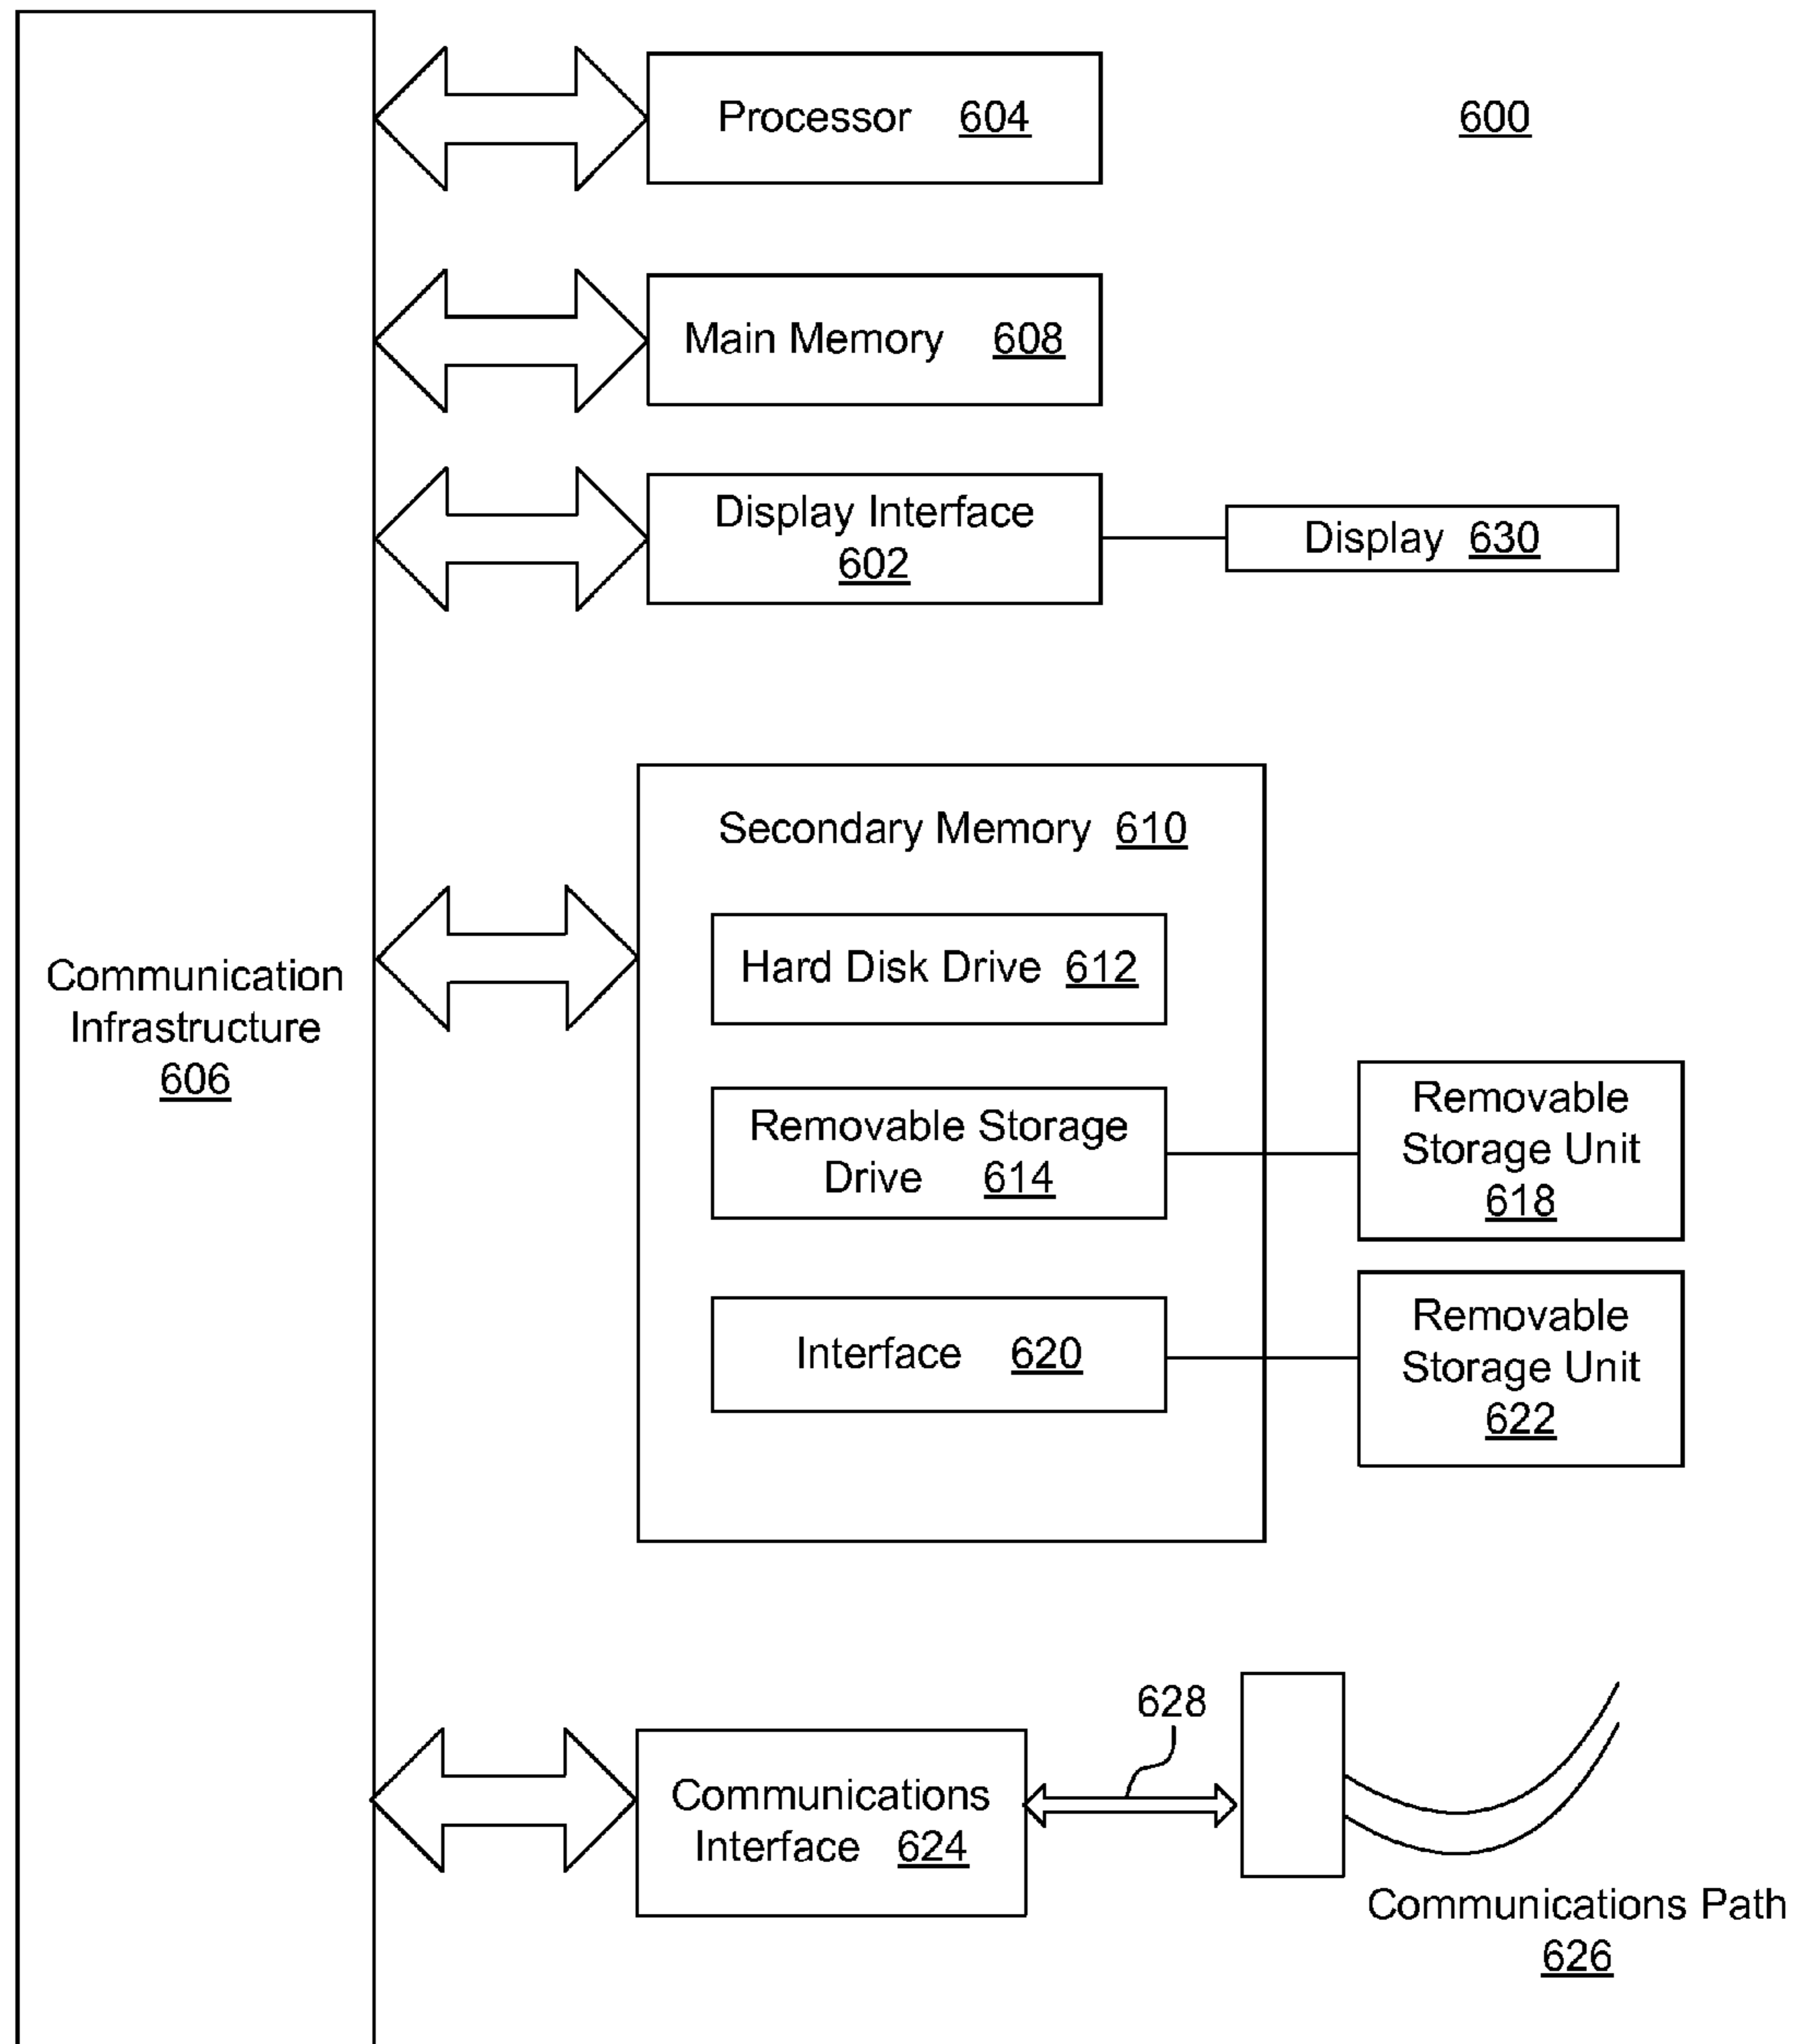 Processor 604
600
Main Memory 608
Display Interface
602
Display 630
Secondary Memory 610
Hard Disk Drive 612
Communication
Infrastructure
606
Removable Storage
Drive 614
Removable
Storage Unit
618
Interface 620
Removable
Storage Unit
622
628
Communications
Interface 624
Communications Path
626